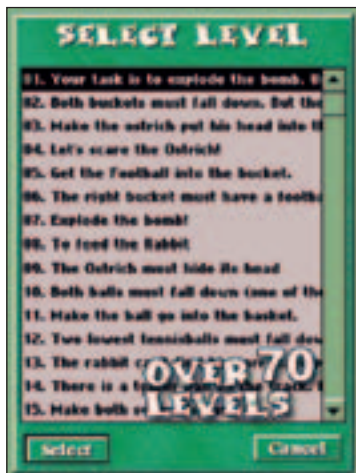 SELECT LEVEL
01. Your task is to explode the bomb.
02. Both buckets must fall down. But the
03. Make the ostrich put his head into
04. Let's scare the Ostrich!
05. Get the Football into the bucket.
06. The right bucket must have a
07. Explode the bomb!
08. To feed the Rabbit
09. The Ostrich must hide its head
10. Both balls must fall down (one of the
11. Make the ball go into the basket.
12. Two lowest tennisballs must fall
13. The rabbit
14. There is a
15. Make both
OVER 70
LEVELS
Select
Cancel